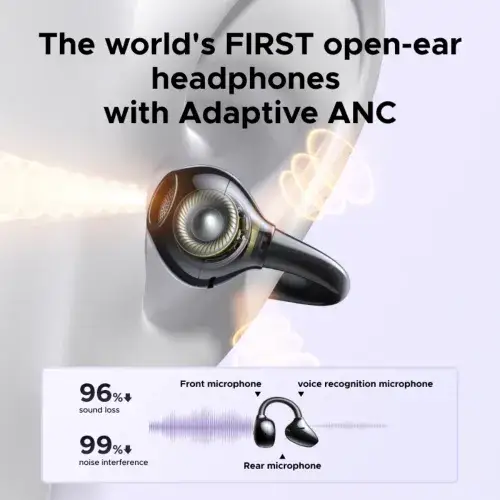 The world's FIRST open-ear
headphones
with Adaptive ANC
96%⬇
sound loss
99%⬇
noise interference
Front microphone
voice recognition microphone
Rear microphone